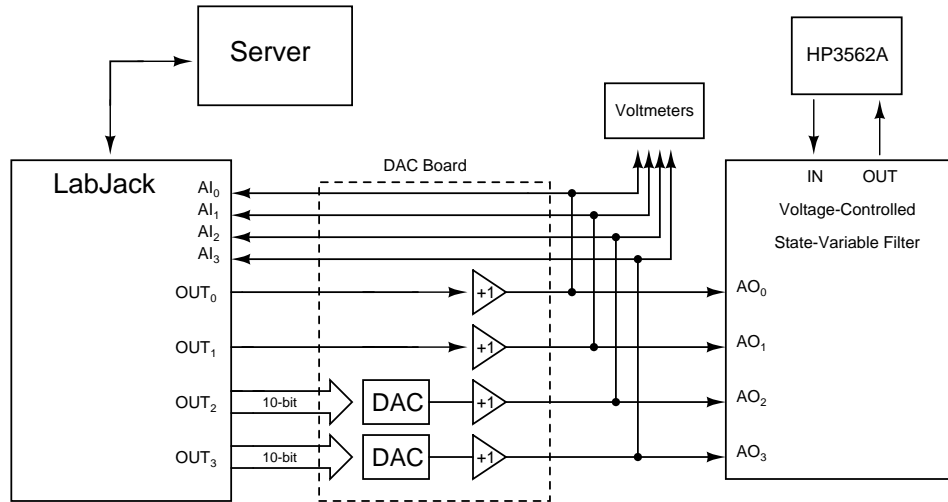 Server
HP3562A
Voltmeters
DAC Board
LabJack
AI₀
AI₁
AI₂
AI₃
IN OUT
Voltage-Controlled
State-Variable Filter
OUT₀
+1
AO₀
OUT₁
+1
AO₁
OUT₂
10-bit
DAC
+1
AO₂
OUT₃
10-bit
DAC
+1
AO₃